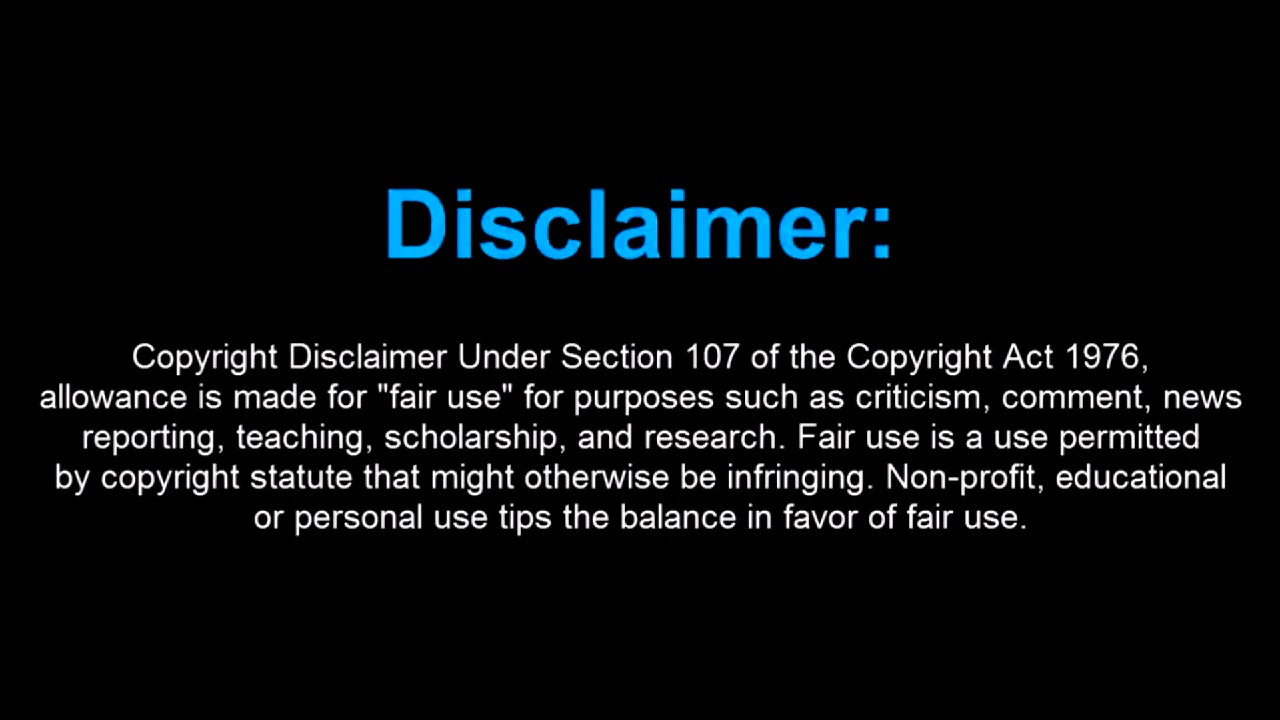 Disclaimer:
Copyright Disclaimer Under Section 107 of the Copyright Act 1976,
allowance is made for "fair use" for purposes such as criticism, comment, news
reporting, teaching, scholarship, and research. Fair use is a use permitted
by copyright statute that might otherwise be infringing. Non-profit, educational
or personal use tips the balance in favor of fair use.